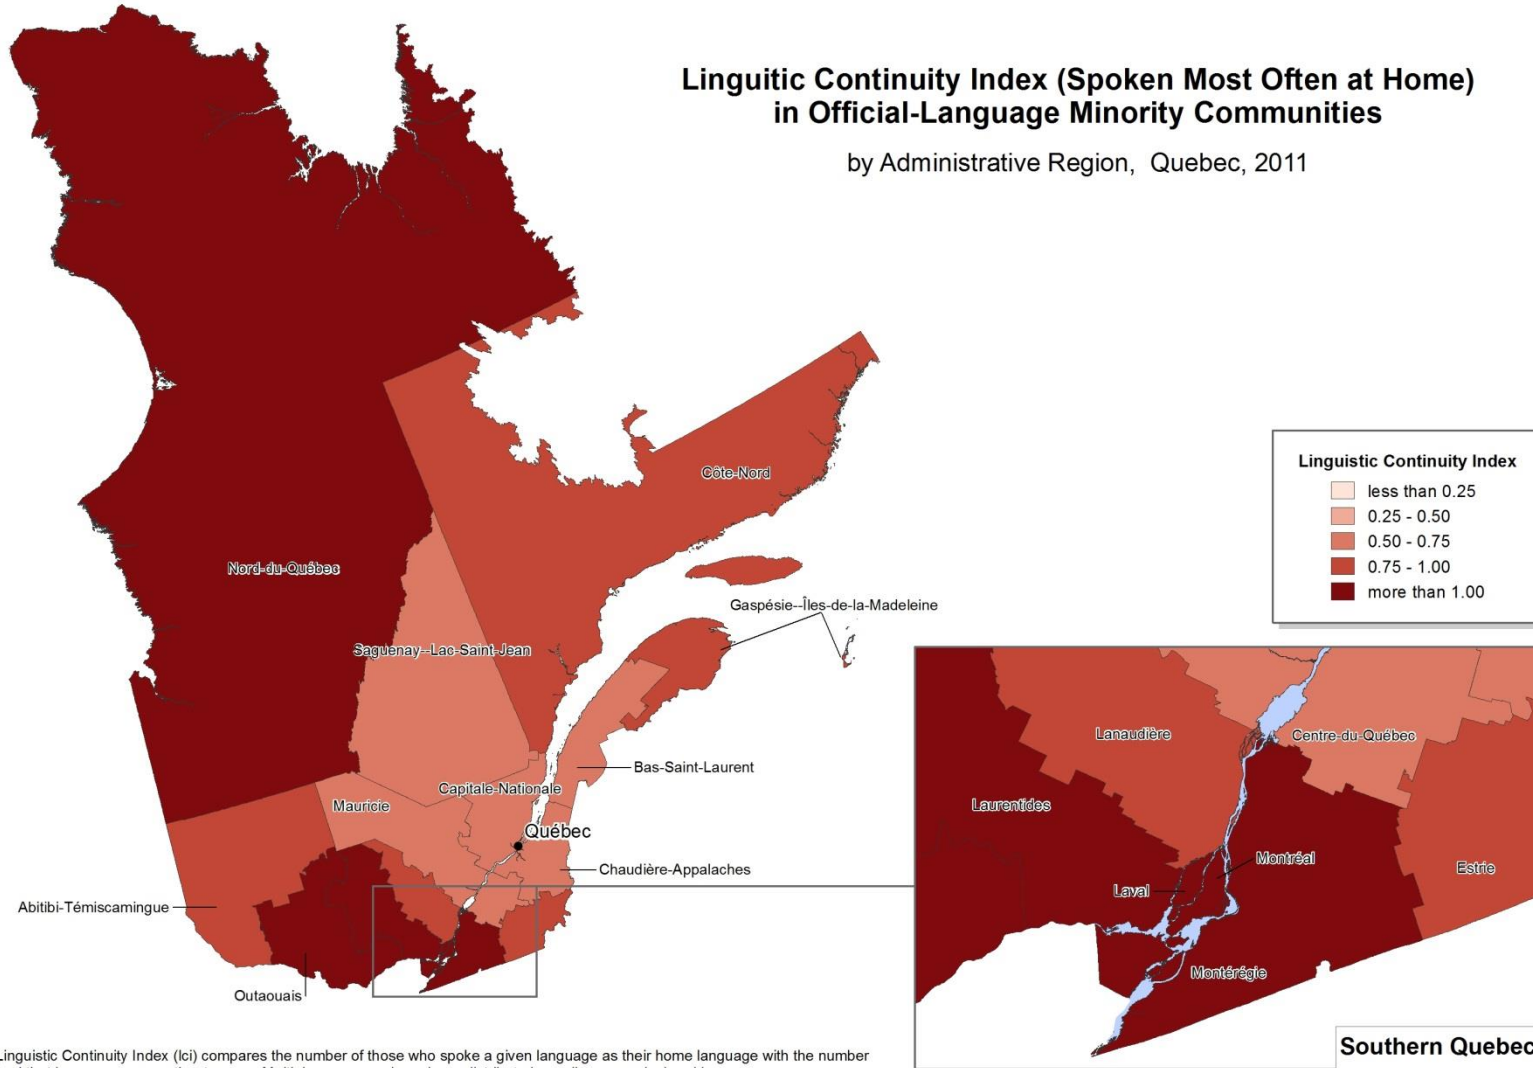 Linguitic Continuity Index (Spoken Most Often at Home)
in Official-Language Minority Communities
by Administrative Region, Quebec, 2011
Côte-Nord
Linguistic Continuity Index
less than 0.25
0.25 - 0.50
0.50 - 0.75
0.75 - 1.00
more than 1.00
Nord-du-Québec
Gaspésie--Îles-de-la-Madeleine
Saguenay--Lac-Saint-Jean
Lanaudière
Centre-du-Québec
Bas-Saint-Laurent
Capitale-Nationale
Mauricie
Laurentides
Québec
Montréal
Chaudière-Appalaches
Estrie
Laval
Abitibi-Témiscamingue
Montérégie
Outaouais
Southern Quebec
Linguistic Continuity Index (lci) compares the number of those who spoke a given language as their home language with the number